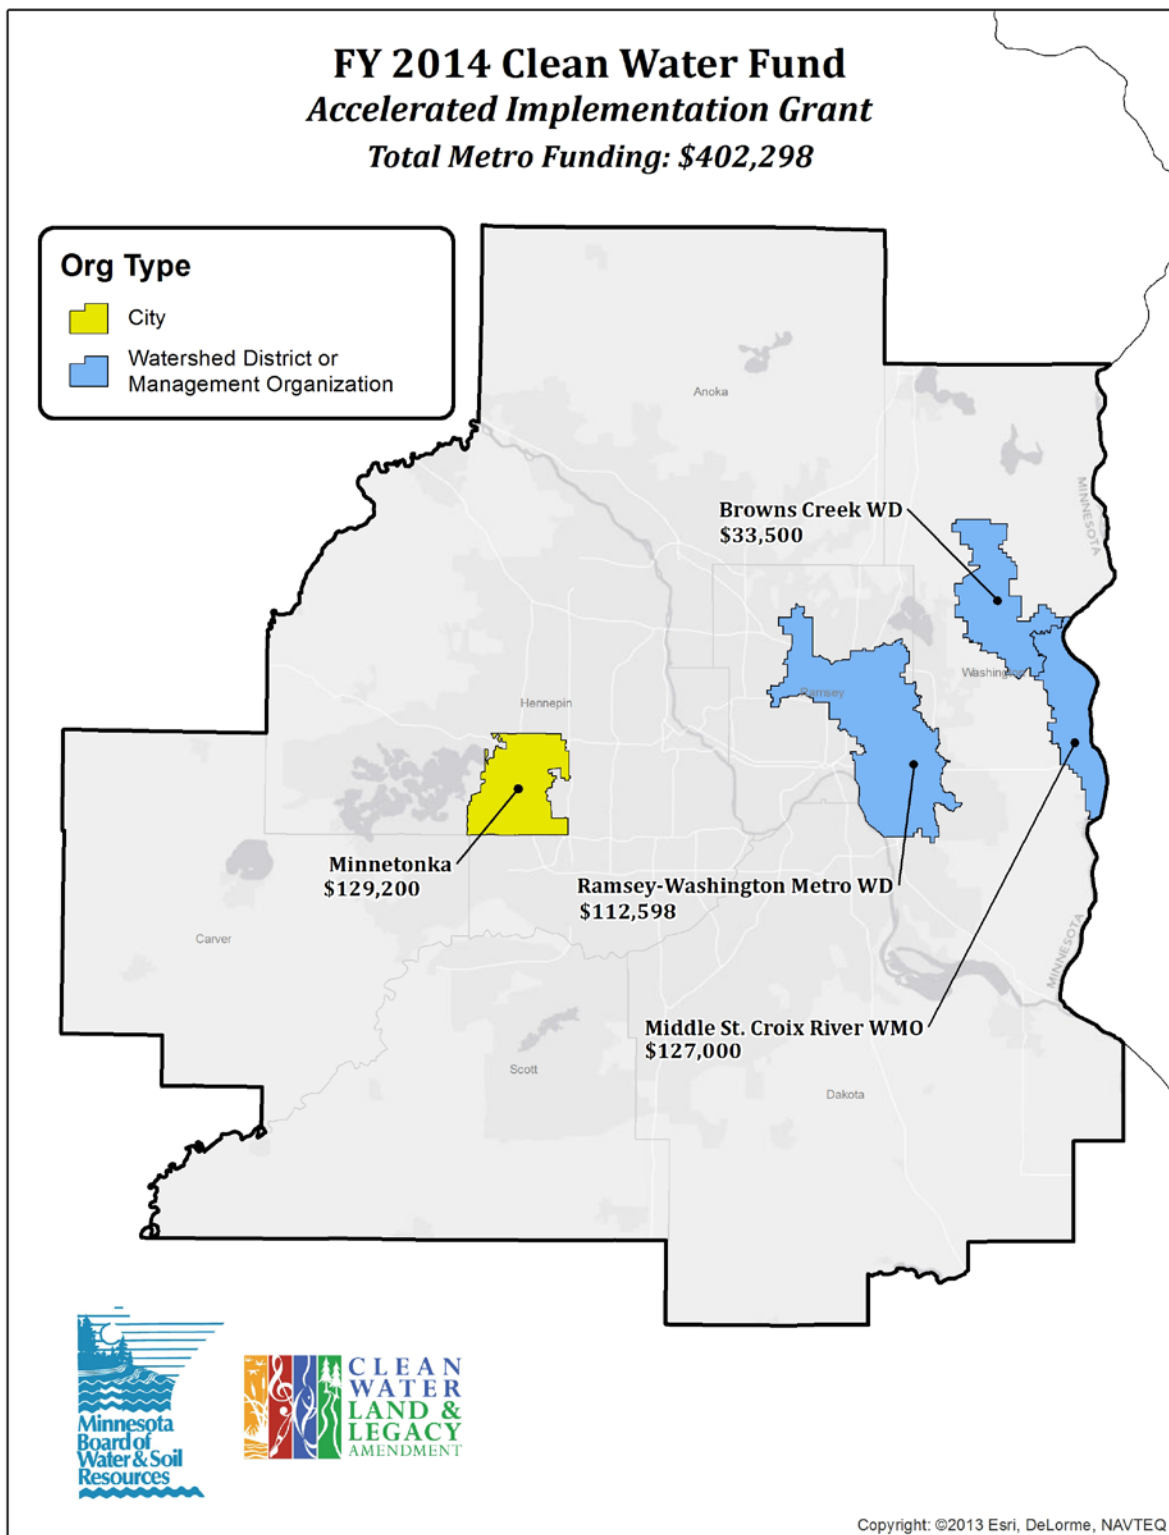 FY 2014 Clean Water Fund
Accelerated Implementation Grant
Total Metro Funding: $402,298
Org Type
City
Watershed District or
Management Organization
Anoka
MINNESOTA
Browns Creek WD
$33,500
Washington
Ramsey
Hennepin
Minnetonka
$129,200
Ramsey-Washington Metro WD
$112,598
Carver
MINNESOTA
Middle St. Croix River WMO
$127,000
Scott
Dakota
Minnesota
Board of
Water & Soil
Resources
CLEAN
WATER
LAND &
LEGACY
AMENDMENT
Copyright: ©2013 Esri, DeLorme, NAVTEQ